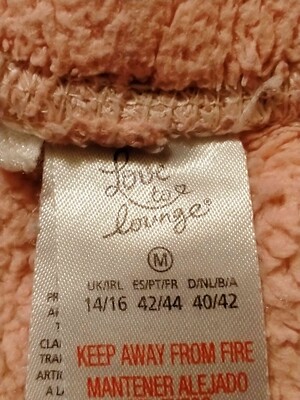 Love
to
lounge®
M
UK/IRL ES/PT/FR D/NL/B/A
14/16 42/44 40/42
KEEP AWAY FROM FIRE
MANTENER ALEJADO